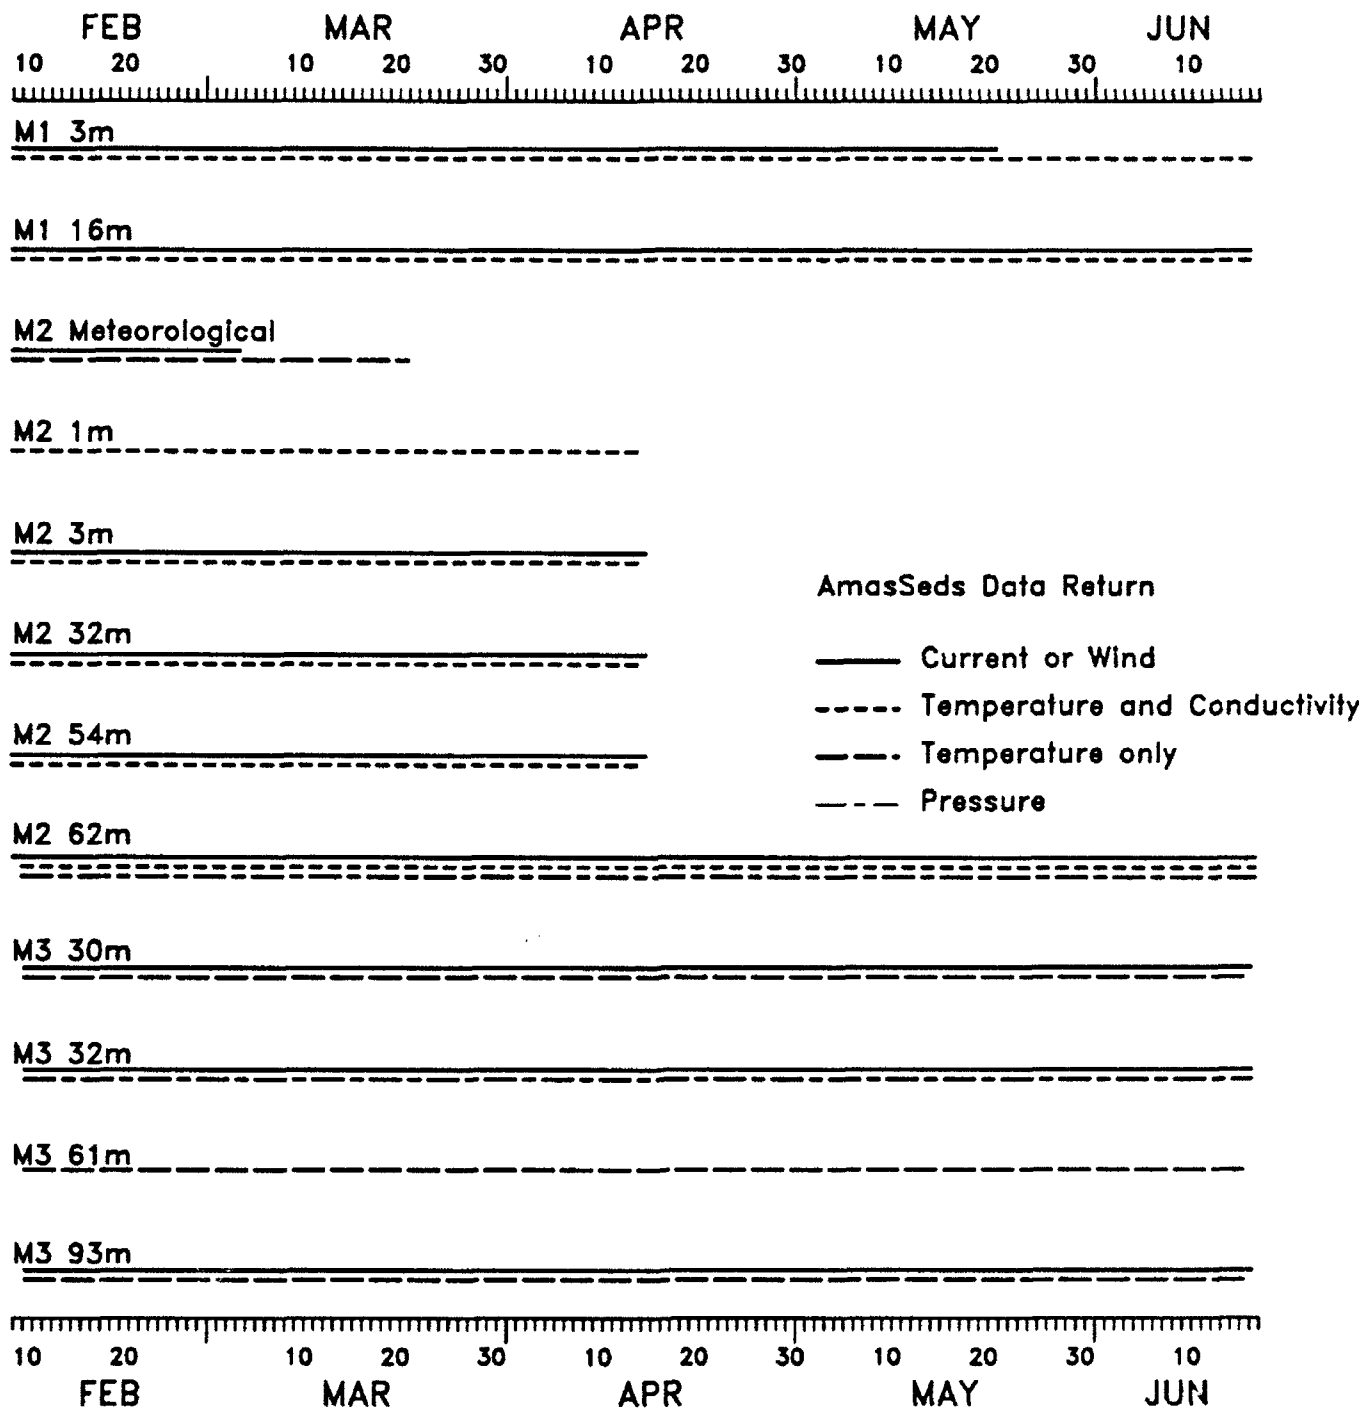 FEB MAR APR MAY JUN
10 20 10 20 30 10 20 30 10 20 30 10
M1 3m
M1 16m
M2 Meteorological
M2 1m
M2 3m
M2 32m
M2 54m
M2 62m
M3 30m
M3 32m
M3 61m
M3 93m
AmasSeds Data Return
Current or Wind
Temperature and Conductivity
Temperature only
Pressure
10 20 10 20 30 10 20 30 10 20 30 10
FEB MAR APR MAY JUN